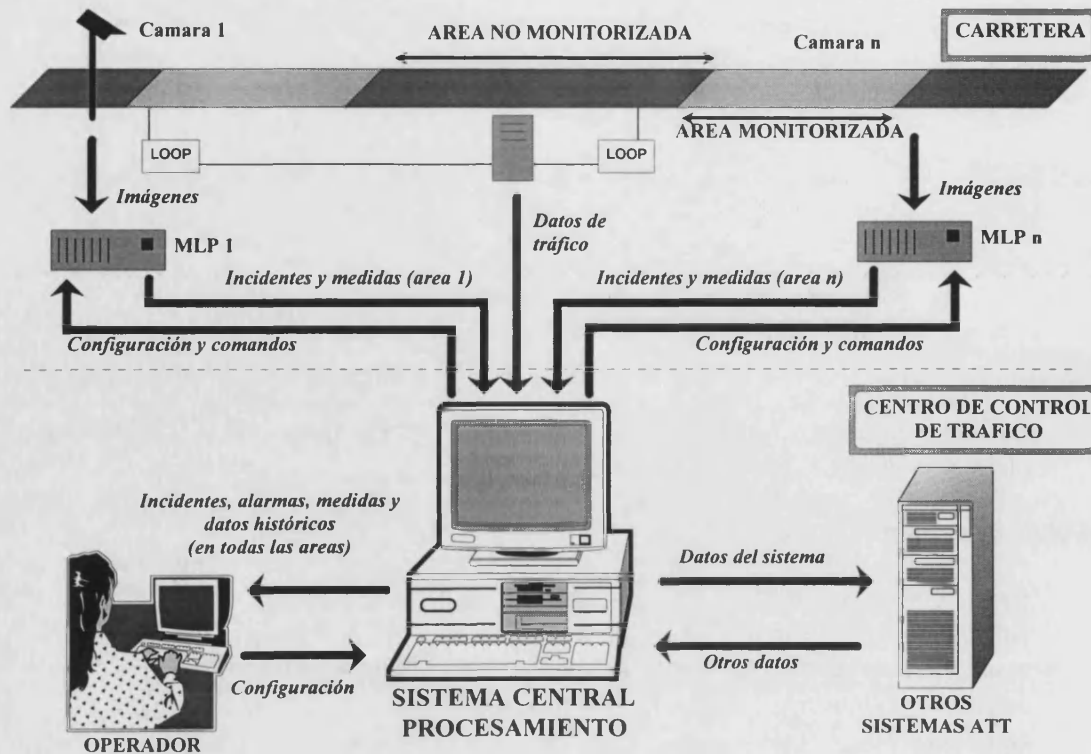 Camara 1
AREA NO MONITORIZADA
Camara n
CARRETERA
AREA MONITORIZADA
LOOP
LOOP
Imágenes
Datos de
tráfico
Imágenes
MLP 1
MLP n
Incidentes y medidas (area 1)
Incidentes y medidas (area n)
Configuración y comandos
Configuración y comandos
CENTRO DE CONTROL
DE TRAFICO
Incidentes, alarmas, medidas y
datos históricos
(en todas las areas)
Datos del sistema
Configuración
Otros datos
SISTEMA CENTRAL
PROCESAMIENTO
OPERADOR
OTROS
SISTEMAS ATT